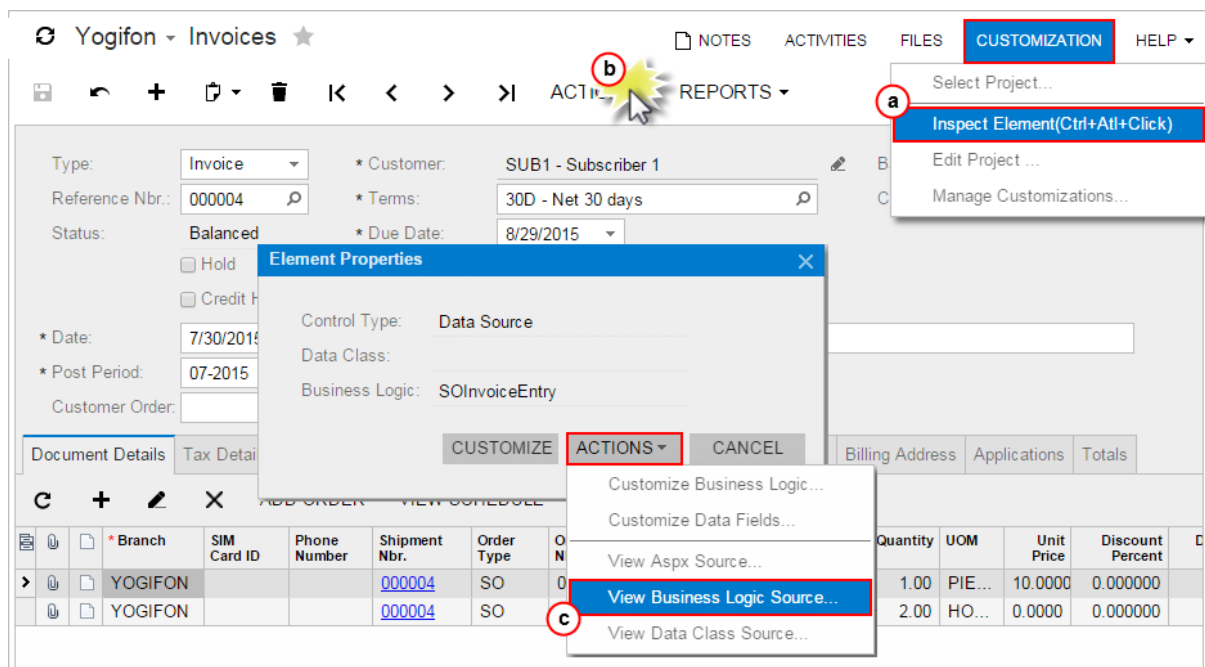 Yogifon Invoices
NOTES ACTIVITIES FILES CUSTOMIZATION HELP
b
REPORTS
Select Project...
a
Inspect Element(Ctrl+Atl+Click)
Edit Project ...
Manage Customizations...
Type: Invoice * Customer: SUB1 - Subscriber 1
Reference Nbr.: 000004 * Terms: 30D - Net 30 days
Status: Balanced * Due Date: 8/29/2015
Hold
Credit
Element Properties
Control Type: Data Source
Data Class:
Business Logic: SOInvoiceEntry
CUSTOMIZE ACTIONS CANCEL
* Date: 7/30/2015
* Post Period: 07-2015
Customer Order:
Document Details Tax Detai Billing Address Applications Totals
ADD ORDER VIEW SCHEDULE
Customize Business Logic...
Customize Data Fields...
View Aspx Source...
View Business Logic Source...
c
View Data Class Source...
* Branch SIM Card ID Phone Number Shipment Nbr. Order Type Quantity UOM Unit Price Discount Percent
YOGIFON 000004 SO 1.00 PIE... 10.0000 0.000000
YOGIFON 000004 SO 2.00 HO... 0.0000 0.000000